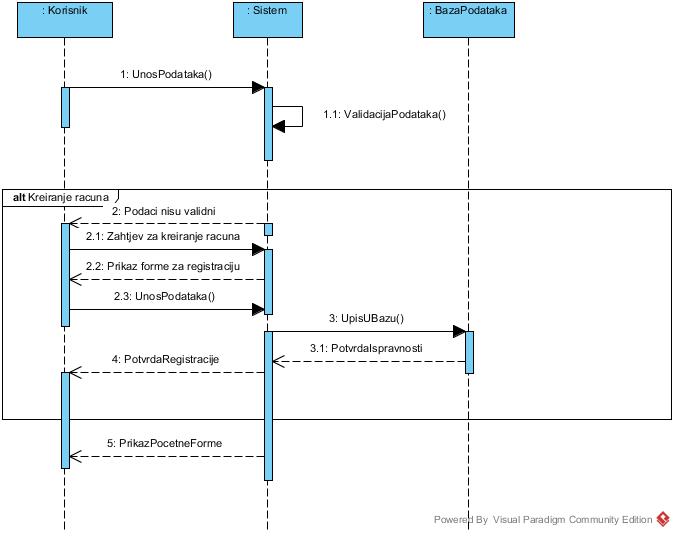 : Korisnik
: Sistem
: BazaPodataka
1: UnosPodataka()
1.1: ValidacijaPodataka()
alt Kreiranje racuna
2: Podaci nisu validni
2.1: Zahtjev za kreiranje racuna
2.2: Prikaz forme za registraciju
2.3: UnosPodataka()
3: UpisUBazu()
3.1: PotvrdaIspravnosti
4: PotvrdaRegistracije
5: PrikazPocetneForme
Powered By Visual Paradigm Community Edition